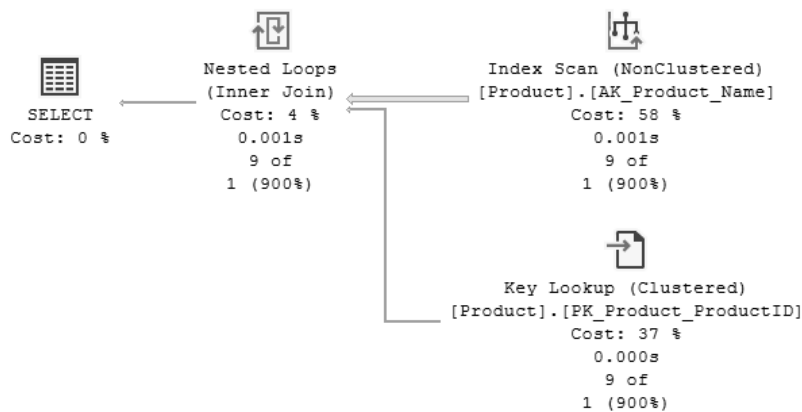 SELECT
Cost: 0 %
Nested Loops
(Inner Join)
Cost: 4 %
0.001s
9 of
1 (900%)
Index Scan (NonClustered)
[Product].[AK_Product_Name]
Cost: 58 %
0.001s
9 of
1 (900%)
Key Lookup (Clustered)
[Product].[PK_Product_ProductID]
Cost: 37 %
0.000s
9 of
1 (900%)